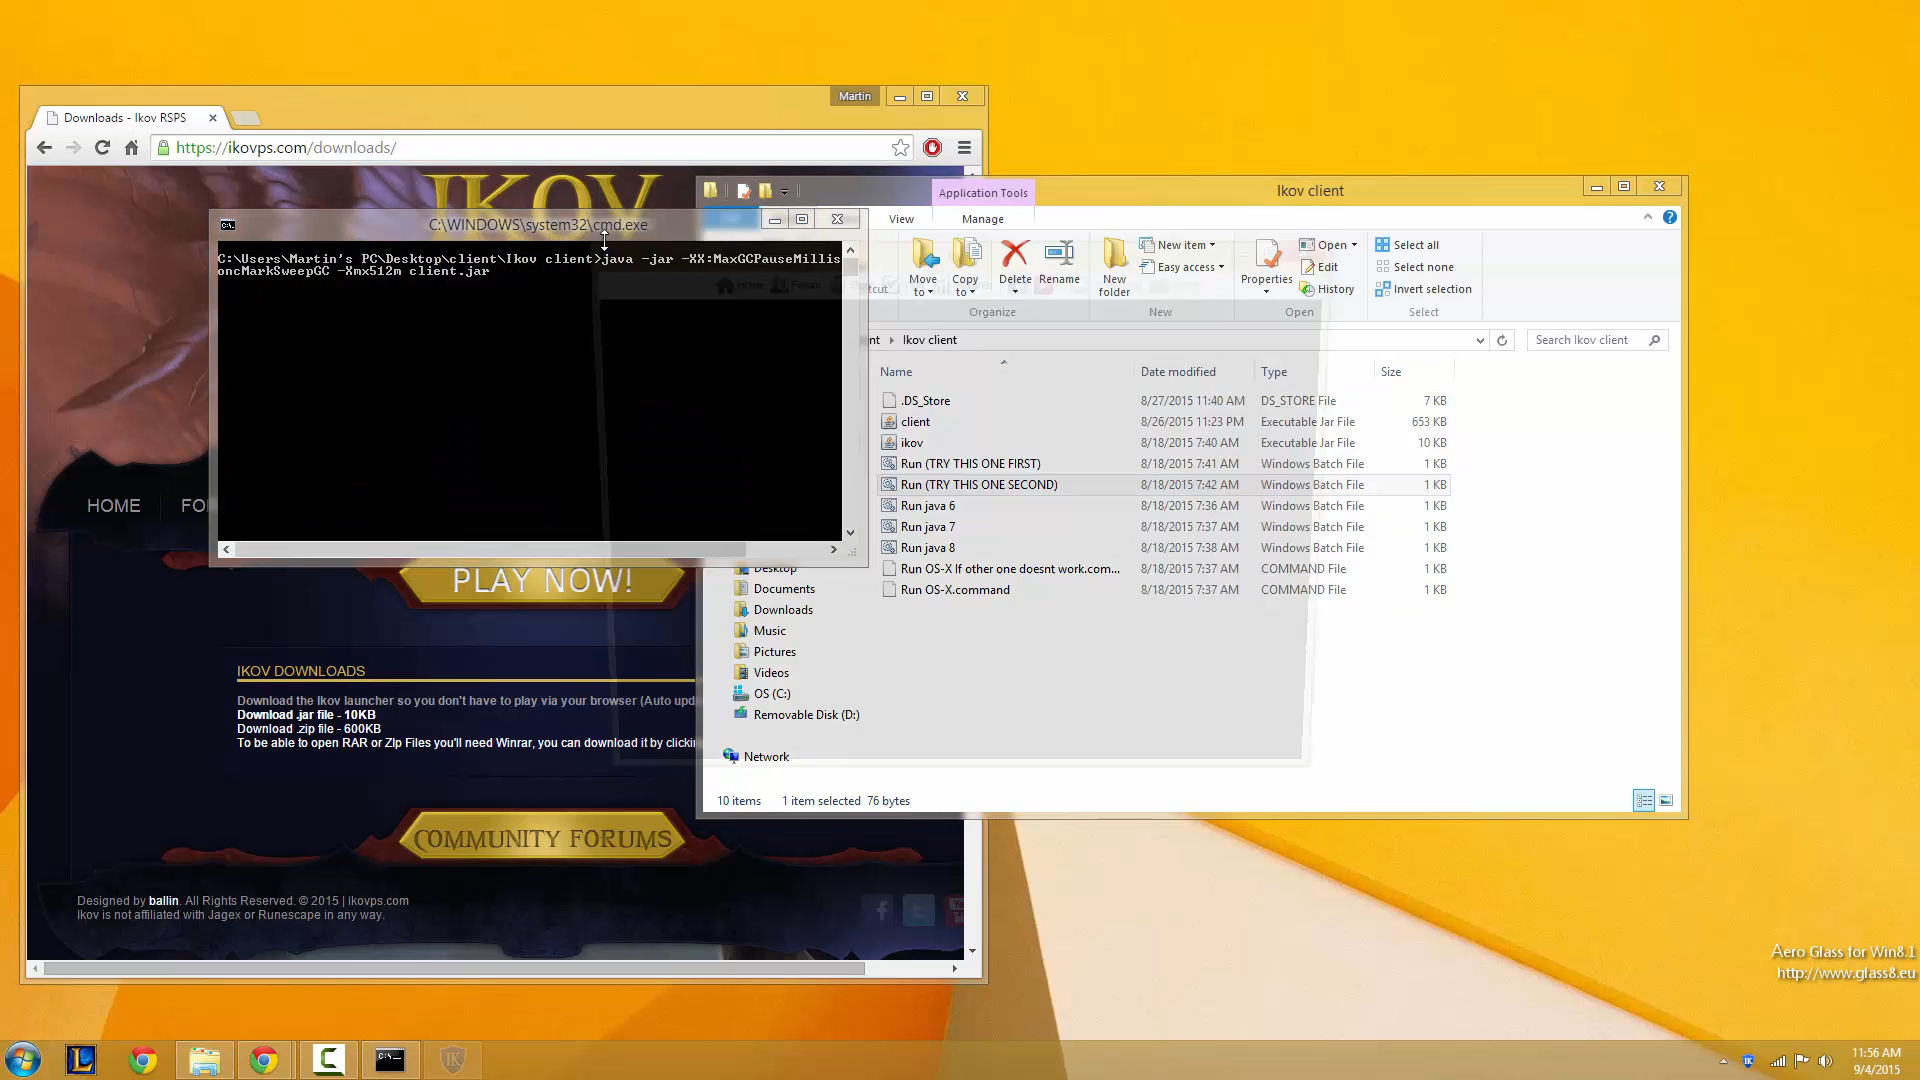 Martin
Downloads - Ikov RSPS
https://ikovps.com/downloads/
IKOV
Application Tools
Ikov client
View
Manage
C:\WINDOWS\system32\cmd.exe
C:\Users\Martin's PC\Desktop\client\Ikov client>java -jar -XX:MaxGCPauseMillis
oncMarkSweepGC -Xmx512m client.jar
Move to
Copy to
Delete
Rename
New folder
New item
Easy access
Properties
Open
Edit
History
Select all
Select none
Invert selection
Organize
New
Open
Select
Home
Forum
nt
Ikov client
Search Ikov client
Name
Date modified
Type
Size
.DS_Store 8/27/2015 11:40 AM DS_STORE File 7 KB
client 8/26/2015 11:23 PM Executable Jar File 653 KB
ikov 8/18/2015 7:40 AM Executable Jar File 10 KB
Run (TRY THIS ONE FIRST) 8/18/2015 7:41 AM Windows Batch File 1 KB
Run (TRY THIS ONE SECOND) 8/18/2015 7:42 AM Windows Batch File 1 KB
Run java 6 8/18/2015 7:36 AM Windows Batch File 1 KB
Run java 7 8/18/2015 7:37 AM Windows Batch File 1 KB
Run java 8 8/18/2015 7:38 AM Windows Batch File 1 KB
Run OS-X If other one doesnt work.com... 8/18/2015 7:37 AM COMMAND File 1 KB
Run OS-X.command 8/18/2015 7:37 AM COMMAND File 1 KB
HOME
FO
PLAY NOW!
Desktop
Documents
Downloads
Music
Pictures
Videos
OS (C:)
Removable Disk (D:)
Network
10 items
1 item selected 76 bytes
IKOV DOWNLOADS
Download the Ikov launcher so you don't have to play via your browser (Auto upd
Download .jar file - 10KB
Download .zip file - 600KB
To be able to open RAR or ZIp Files you'll need Winrar, you can download it by clickin
COMMUNITY FORUMS
Designed by ballin. All Rights Reserved. © 2015 | ikovps.com
Ikov is not affiliated with Jagex or Runescape in any way.
Aero Glass for Win8.1
http://www.glass8.eu
11:56 AM
9/4/2015